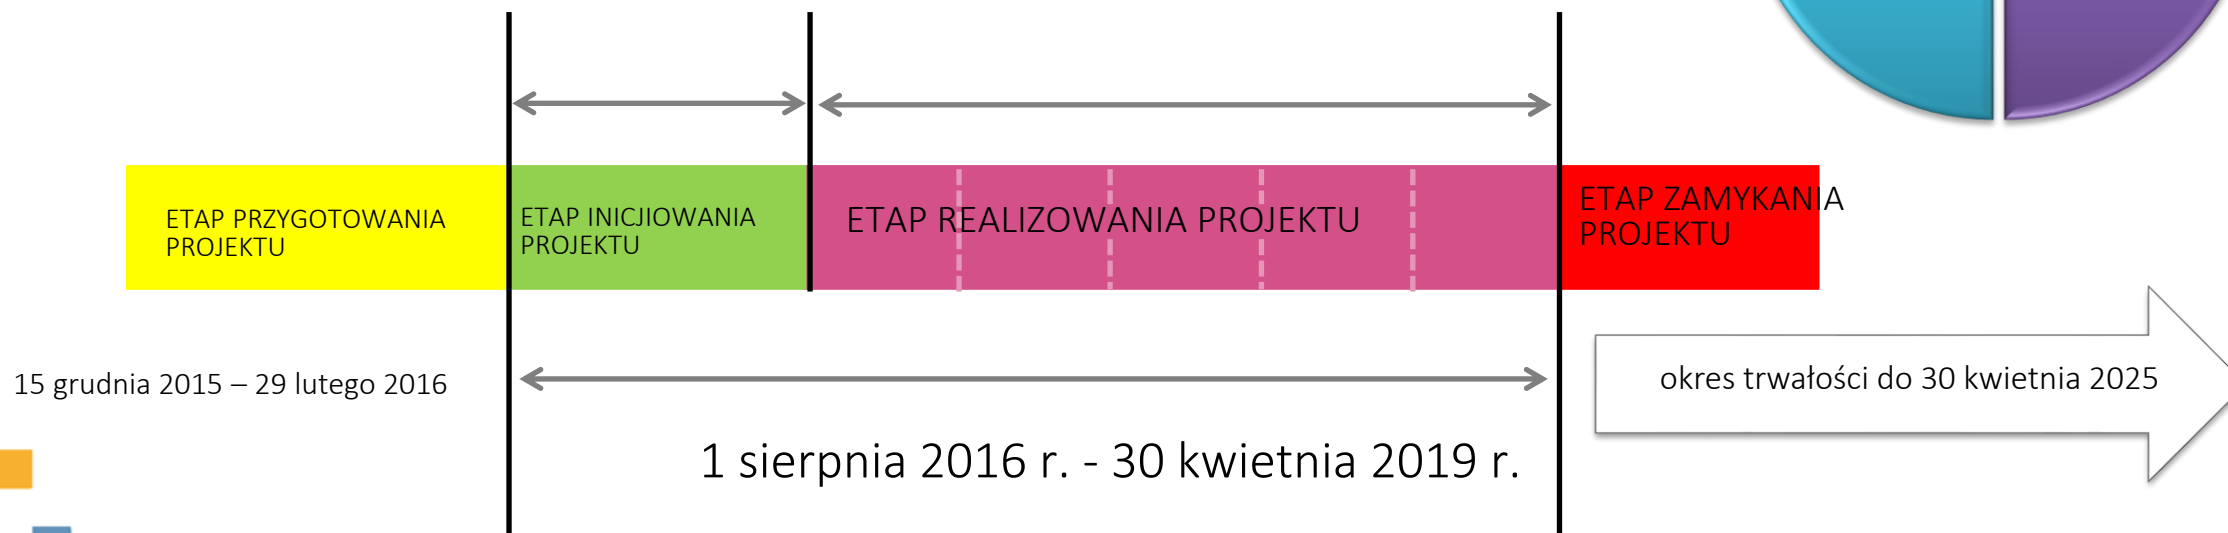 ETAP PRZYGOTOWANIA
PROJEKTU
ETAP INICJIOWANIA
PROJEKTU
ETAP REALIZOWANIA PROJEKTU
ETAP ZAMYKANIA
PROJEKTU
15 grudnia 2015 – 29 lutego 2016
okres trwałości do 30 kwietnia 2025
1 sierpnia 2016 r. - 30 kwietnia 2019 r.